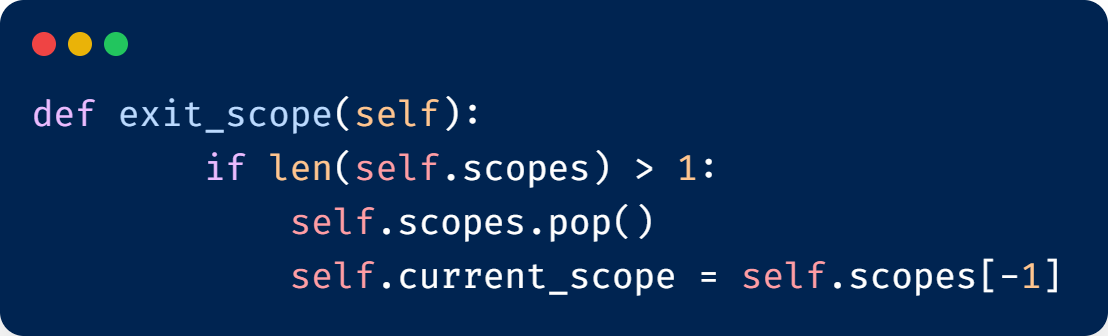 def exit_scope(self):
        if len(self.scopes) > 1:
            self.scopes.pop()
            self.current_scope = self.scopes[-1]